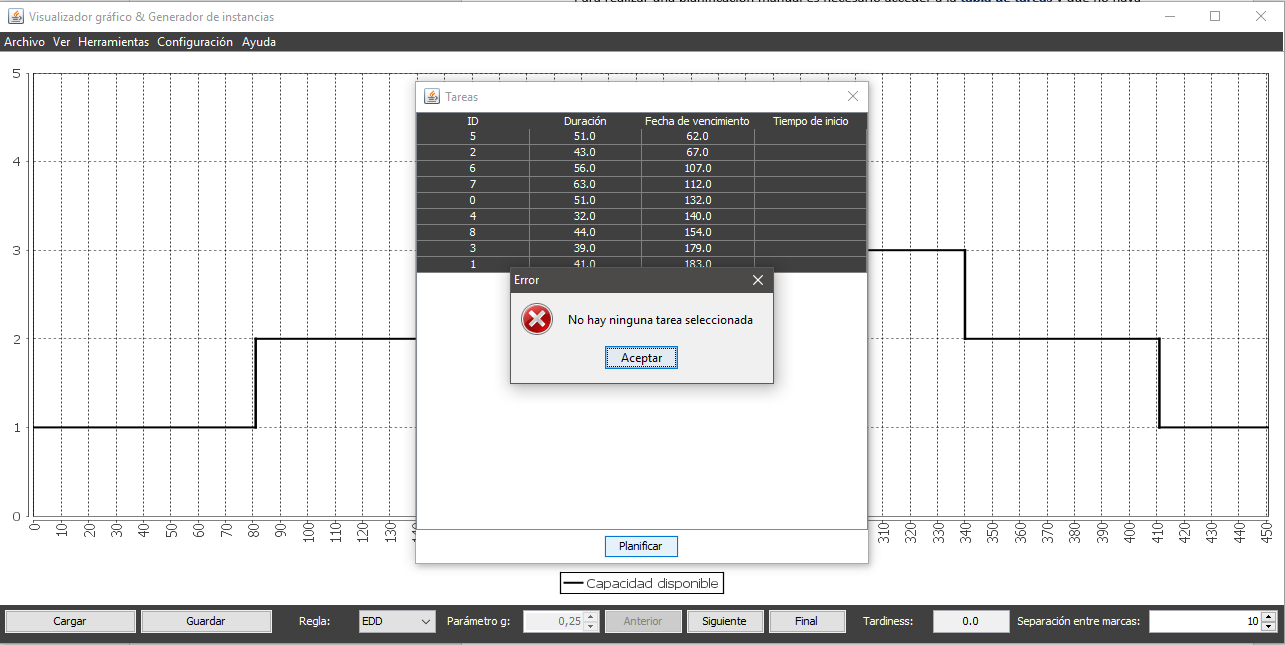 Visualizador gráfico & Generador de instancias
Archivo Ver Herramientas Configuración Ayuda
5
4
3
2
1
0
0 10 20 30 40 50 60 70 80 90 100 110 120 130 310 320 330 340 350 360 370 380 390 400 410 420 430 440 450
Tareas
ID Duración Fecha de vencimiento Tiempo de inicio
5 51.0 62.0
2 43.0 67.0
6 56.0 107.0
7 63.0 112.0
0 51.0 132.0
4 32.0 140.0
8 44.0 154.0
3 39.0 179.0
1 41.0 183.0
Error
No hay ninguna tarea seleccionada
Aceptar
Planificar
Capacidad disponible
Cargar Guardar Regla: EDD Parámetro g: 0,25 Anterior Siguiente Final Tardiness: 0.0 Separación entre marcas: 10